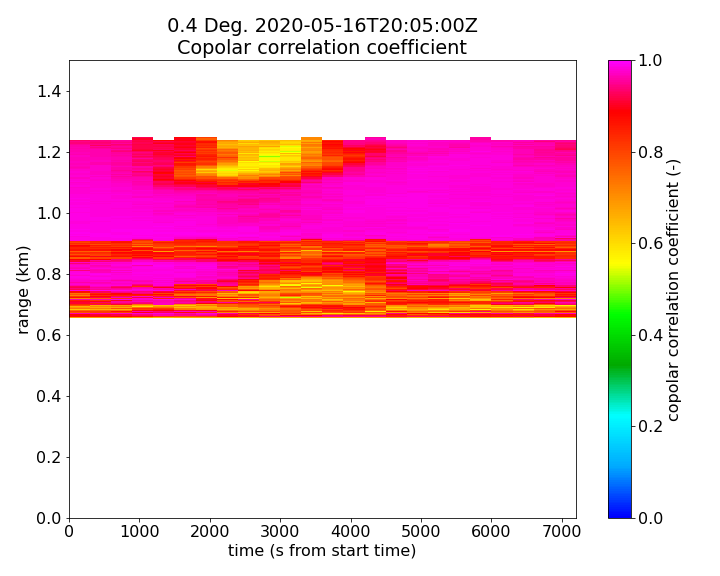 0.4 Deg. 2020-05-16T20:05:00Z
Copolar correlation coefficient
1.4
1.2
1.0
0.8
0.6
0.4
0.2
0.0
range (km)
0 1000 2000 3000 4000 5000 6000 7000
time (s from start time)
1.0
0.8
0.6
0.4
0.2
0.0
copolar correlation coefficient (-)